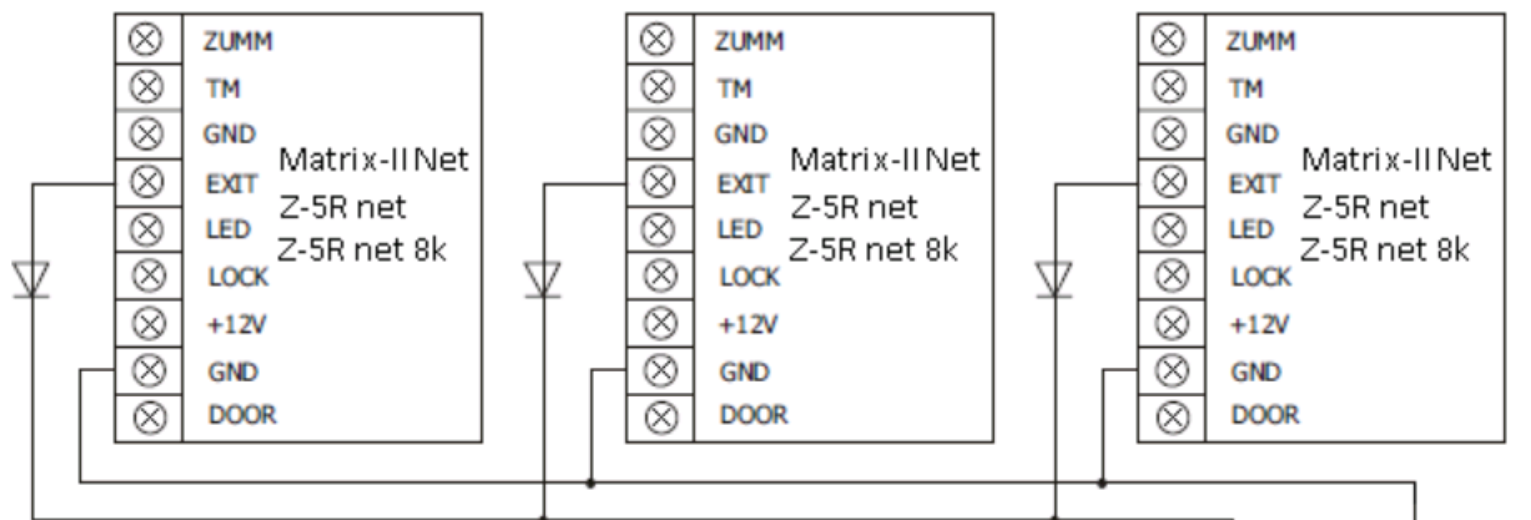 ZUMM
TM
GND
EXIT
LED
LOCK
+12V
GND
DOOR
Matrix-II Net
Z-5R net
Z-5R net 8k
ZUMM
TM
GND
EXIT
LED
LOCK
+12V
GND
DOOR
Matrix-II Net
Z-5R net
Z-5R net 8k
ZUMM
TM
GND
EXIT
LED
LOCK
+12V
GND
DOOR
Matrix-II Net
Z-5R net
Z-5R net 8k